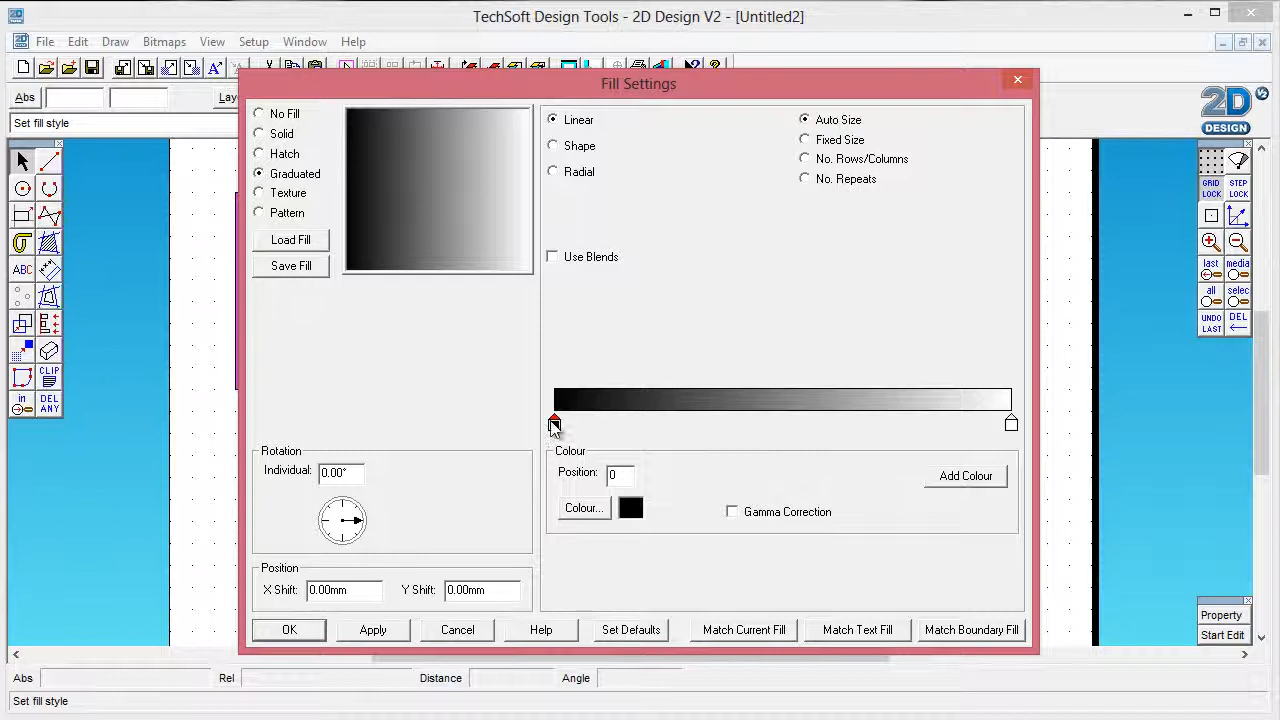 TechSoft Design Tools - 2D Design V2 - [Untitled2]
2D File Edit Draw Bitmaps View Setup Window Help
Fill Settings
Abs
Lay
Set fill style
2D V2
DESIGN
No Fill
Solid
Hatch
Graduated
Texture
Pattern
Load Fill
Save Fill
Linear
Shape
Radial
Auto Size
Fixed Size
No. Rows/Columns
No. Repeats
Use Blends
ABC
CLIP
in DEL
ANY
GRID STEP
LOCK LOCK
last media
all selec
UNDO DEL
LAST
Rotation
Individual: 0.00°
Position
X Shift: 0.00mm Y Shift: 0.00mm
Colour
Position: 0
Add Colour
Colour...
Gamma Correction
OK Apply Cancel Help Set Defaults Match Current Fill Match Text Fill Match Boundary Fill
Property
Start Edit
Abs Rel Distance Angle
Set fill style